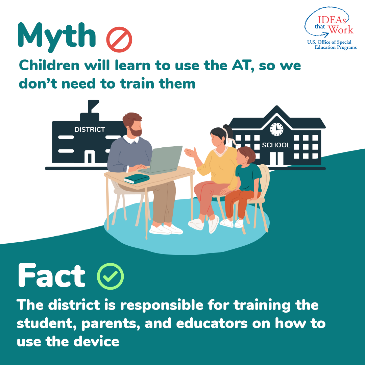 Myth
IDEAs
that Work
U.S. Office of Special
Education Programs
Children will learn to use the AT, so we
don't need to train them
DISTRICT
SCHOOL
Fact
The district is responsible for training the
student, parents, and educators on how to
use the device